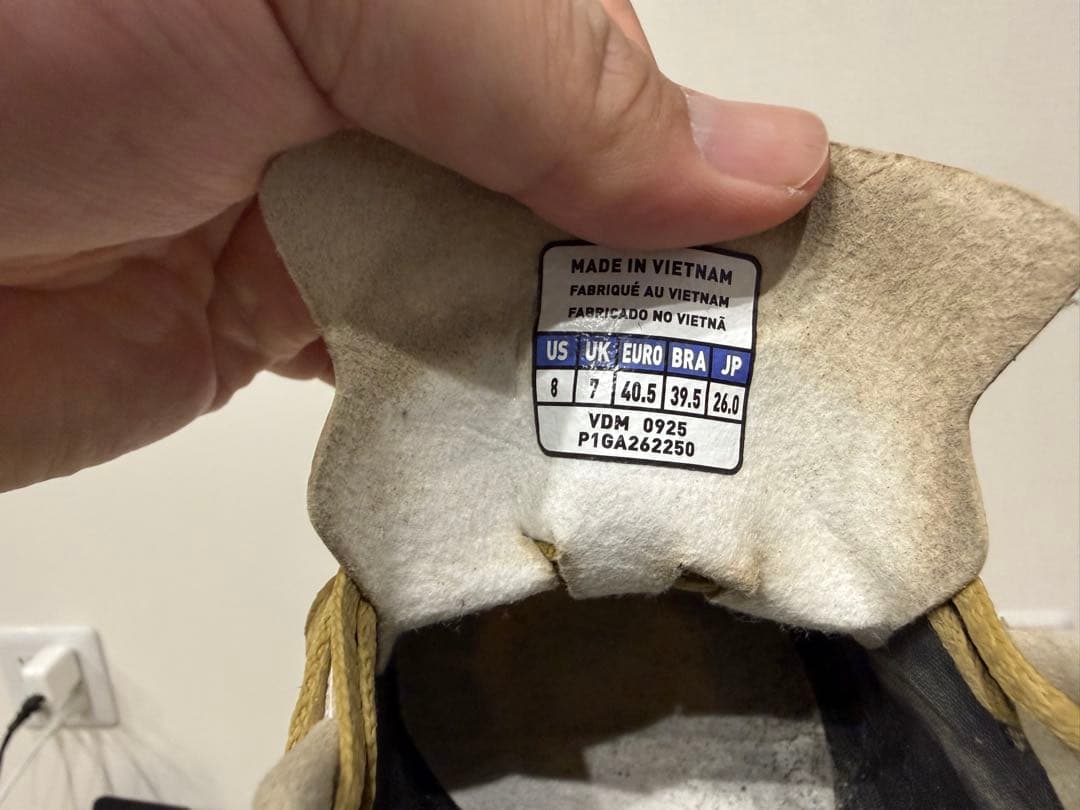 MADE IN VIETNAM
FABRIQUÉ AU VIETNAM
FABRICADO NO VIETNÃ
US UK EURO BRA JP
8 7 40.5 39.5 26.0
VDM 0925
P1GA262250